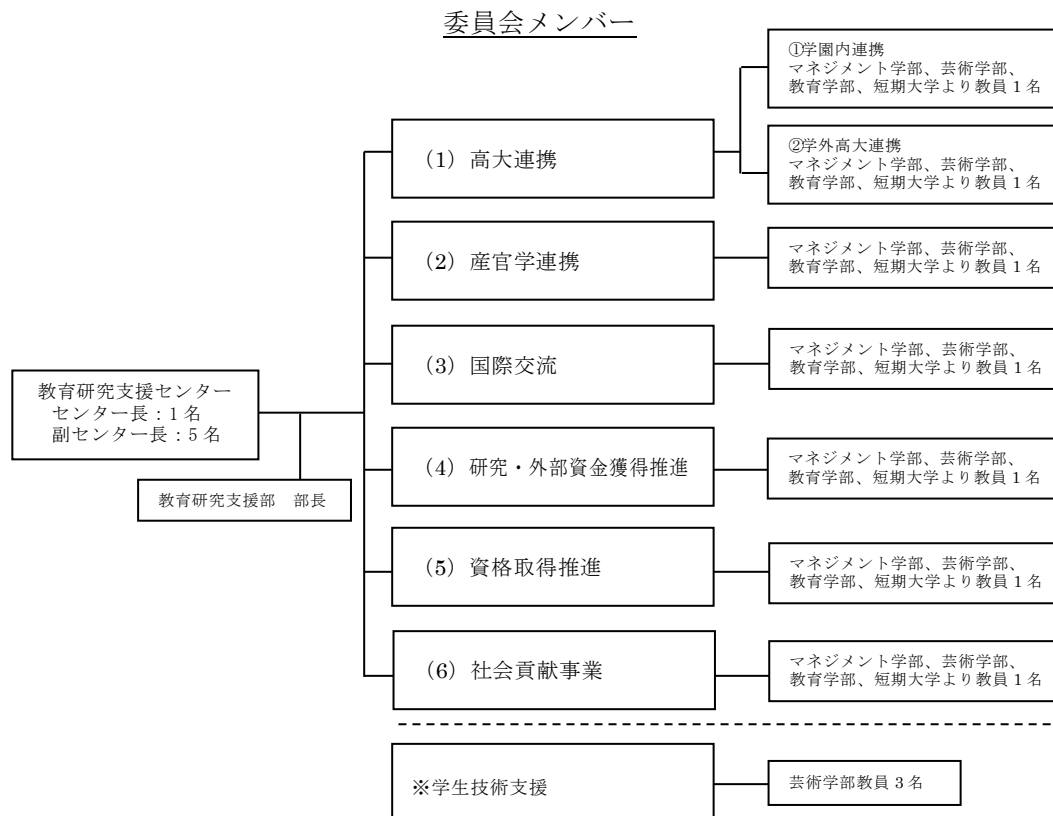 委員会メンバー
①学園内連携
マネジメント学部、芸術学部、
教育学部、短期大学より教員 1 名
(1) 高大連携
②学外高大連携
マネジメント学部、芸術学部、
教育学部、短期大学より教員 1 名
(2) 産官学連携
マネジメント学部、芸術学部、
教育学部、短期大学より教員 1 名
(3) 国際交流
マネジメント学部、芸術学部、
教育学部、短期大学より教員 1 名
教育研究支援センター
センター長：1 名
副センター長：5 名
教育研究支援部　部長
(4) 研究・外部資金獲得推進
マネジメント学部、芸術学部、
教育学部、短期大学より教員 1 名
(5) 資格取得推進
マネジメント学部、芸術学部、
教育学部、短期大学より教員 1 名
(6) 社会貢献事業
マネジメント学部、芸術学部、
教育学部、短期大学より教員 1 名
※学生技術支援
芸術学部教員 3 名